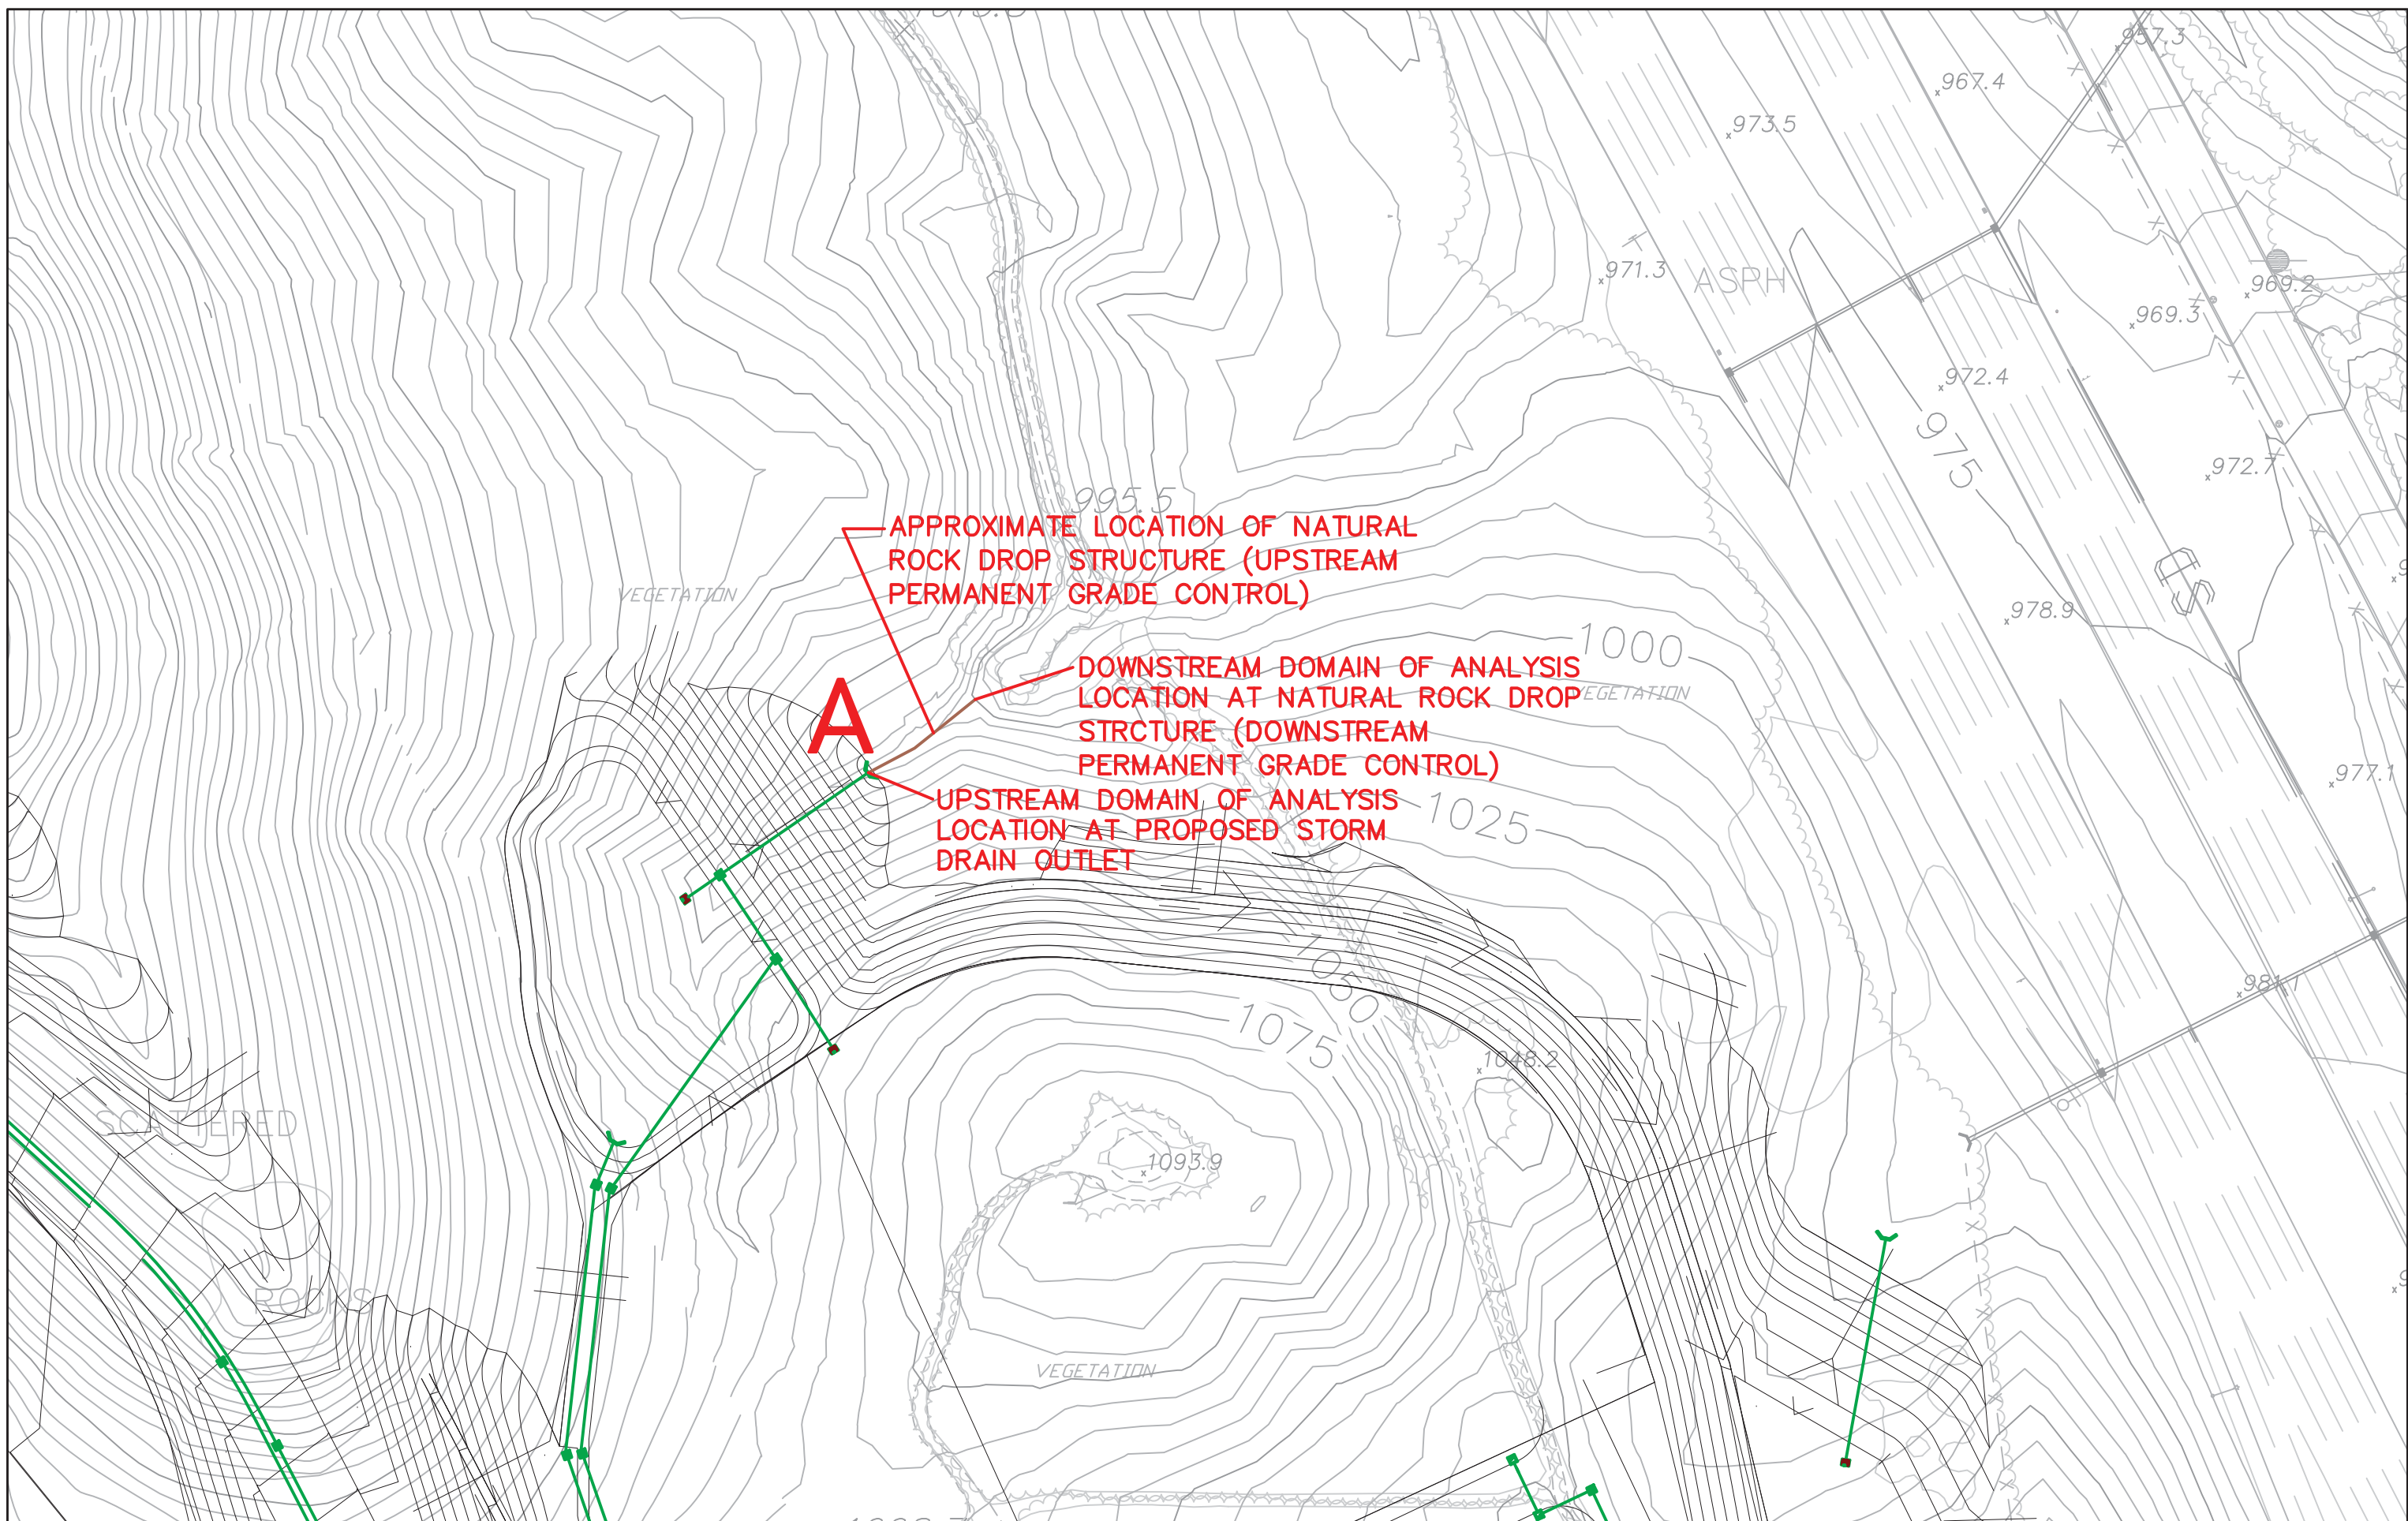 957.3
967.4
973.5
971.3
ASPH
969.2
969.3
972.4
975
972.7
995.5
APPROXIMATE LOCATION OF NATURAL
ROCK DROP STRUCTURE (UPSTREAM
PERMANENT GRADE CONTROL)
VEGETATION
978.9
1000
DOWNSTREAM DOMAIN OF ANALYSIS
LOCATION AT NATURAL ROCK DROP
STRCTURE (DOWNSTREAM
PERMANENT GRADE CONTROL)
VEGETATION
A
977.1
UPSTREAM DOMAIN OF ANALYSIS
LOCATION AT PROPOSED STORM
DRAIN OUTLET
1025
1050
981.1
1075
1048.2
SCATTERED
ROCKS
1093.9
VEGETATION